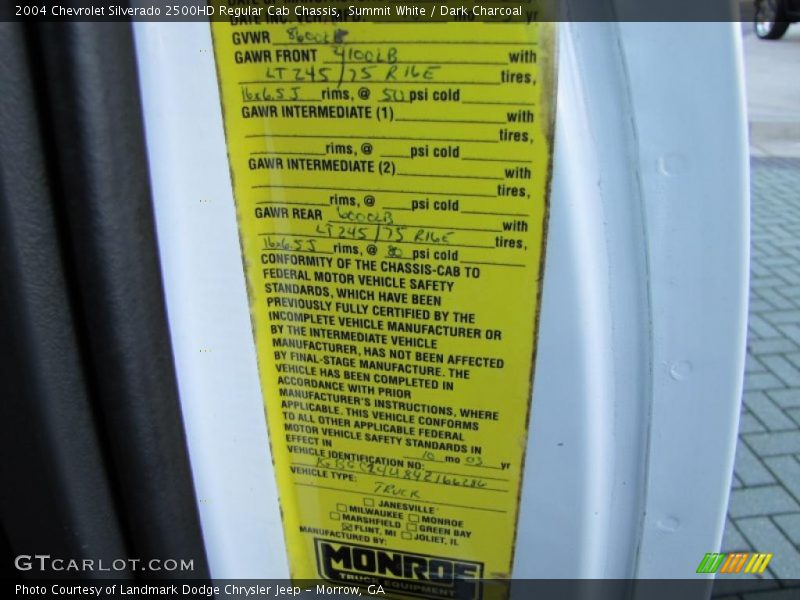 2004 Chevrolet Silverado 2500HD Regular Cab Chassis, Summit White / Dark Charcoal
GVWR 8600LB
GAWR FRONT 4100LB with
LT245/75 R16E tires,
16x6.5J rims, @ 50 psi cold
GAWR INTERMEDIATE (1) with
tires,
rims, @ psi cold
GAWR INTERMEDIATE (2) with
tires,
rims, @ psi cold
GAWR REAR 6000LB with
LT245/75 R16E tires,
16x6.5J rims, @ 80 psi cold
CONFORMITY OF THE CHASSIS-CAB TO
FEDERAL MOTOR VEHICLE SAFETY
STANDARDS, WHICH HAVE BEEN
PREVIOUSLY FULLY CERTIFIED BY THE
INCOMPLETE VEHICLE MANUFACTURER OR
BY THE INTERMEDIATE VEHICLE
MANUFACTURER, HAS NOT BEEN AFFECTED
BY FINAL-STAGE MANUFACTURE. THE
VEHICLE HAS BEEN COMPLETED IN
ACCORDANCE WITH PRIOR
MANUFACTURER'S INSTRUCTIONS, WHERE
APPLICABLE. THIS VEHICLE CONFORMS
TO ALL OTHER APPLICABLE FEDERAL
MOTOR VEHICLE SAFETY STANDARDS IN
EFFECT IN 10 mo 03 yr
VEHICLE IDENTIFICATION NO:
VEHICLE TYPE: TRUCK
JANESVILLE
MILWAUKEE MONROE
MARSHFIELD GREEN BAY
FLINT, MI JOLIET, IL
MANUFACTURED BY:
MONROE
TRUCK EQUIPMENT
GTCARLOT.COM
Photo Courtesy of Landmark Dodge Chrysler Jeep - Morrow, GA